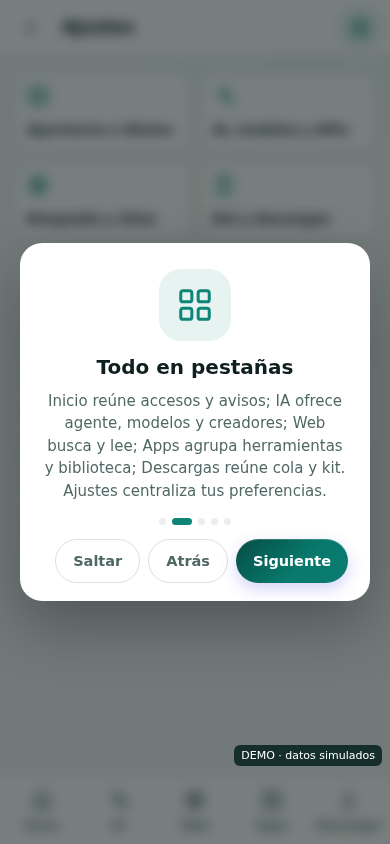 Ajustes
Todo en pestañas
Inicio reúne accesos y avisos; IA ofrece
agente, modelos y creadores; Web
busca y lee; Apps agrupa herramientas
y biblioteca; Descargas reúne cola y kit.
Ajustes centraliza tus preferencias.
Saltar
Atrás
Siguiente
DEMO · datos simulados